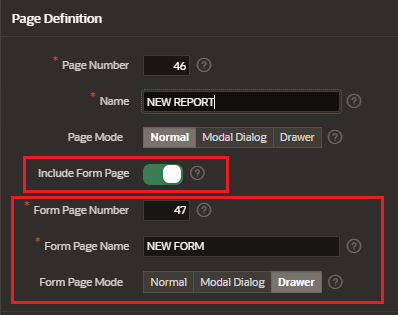 Page Definition
* Page Number 46 ?
* Name NEW REPORT ?
Page Mode Normal Modal Dialog Drawer ?
Include Form Page ?
* Form Page Number 47 ?
* Form Page Name NEW FORM ?
Form Page Mode Normal Modal Dialog Drawer ?